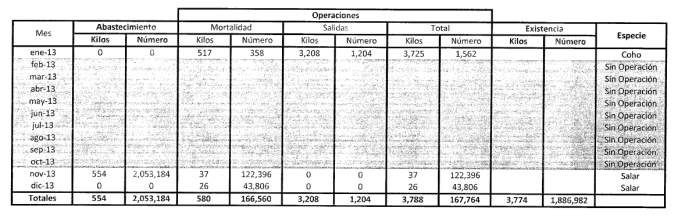 Operaciones
Mes Abastecimiento Mortalidad Salidas Total Existencia Especie
Kilos Número Kilos Número Kilos Número Kilos Número Kilos Número
ene-13 0 0 517 358 3,208 1,204 3,725 1,562 Coho
feb-13 Sin Operación
mar-13 Sin Operación
abr-13 Sin Operación
may-13 Sin Operación
jun-13 Sin Operación
jul-13 Sin Operación
ago-13 Sin Operación
sep-13 Sin Operación
oct-13 Sin Operación
nov-13 554 2,053,184 37 122,396 0 0 37 122,396 Salar
dic-13 0 0 26 43,806 0 0 26 43,806 Salar
Totales 554 2,053,184 580 166,560 3,208 1,204 3,788 167,764 3,774 1,886,982